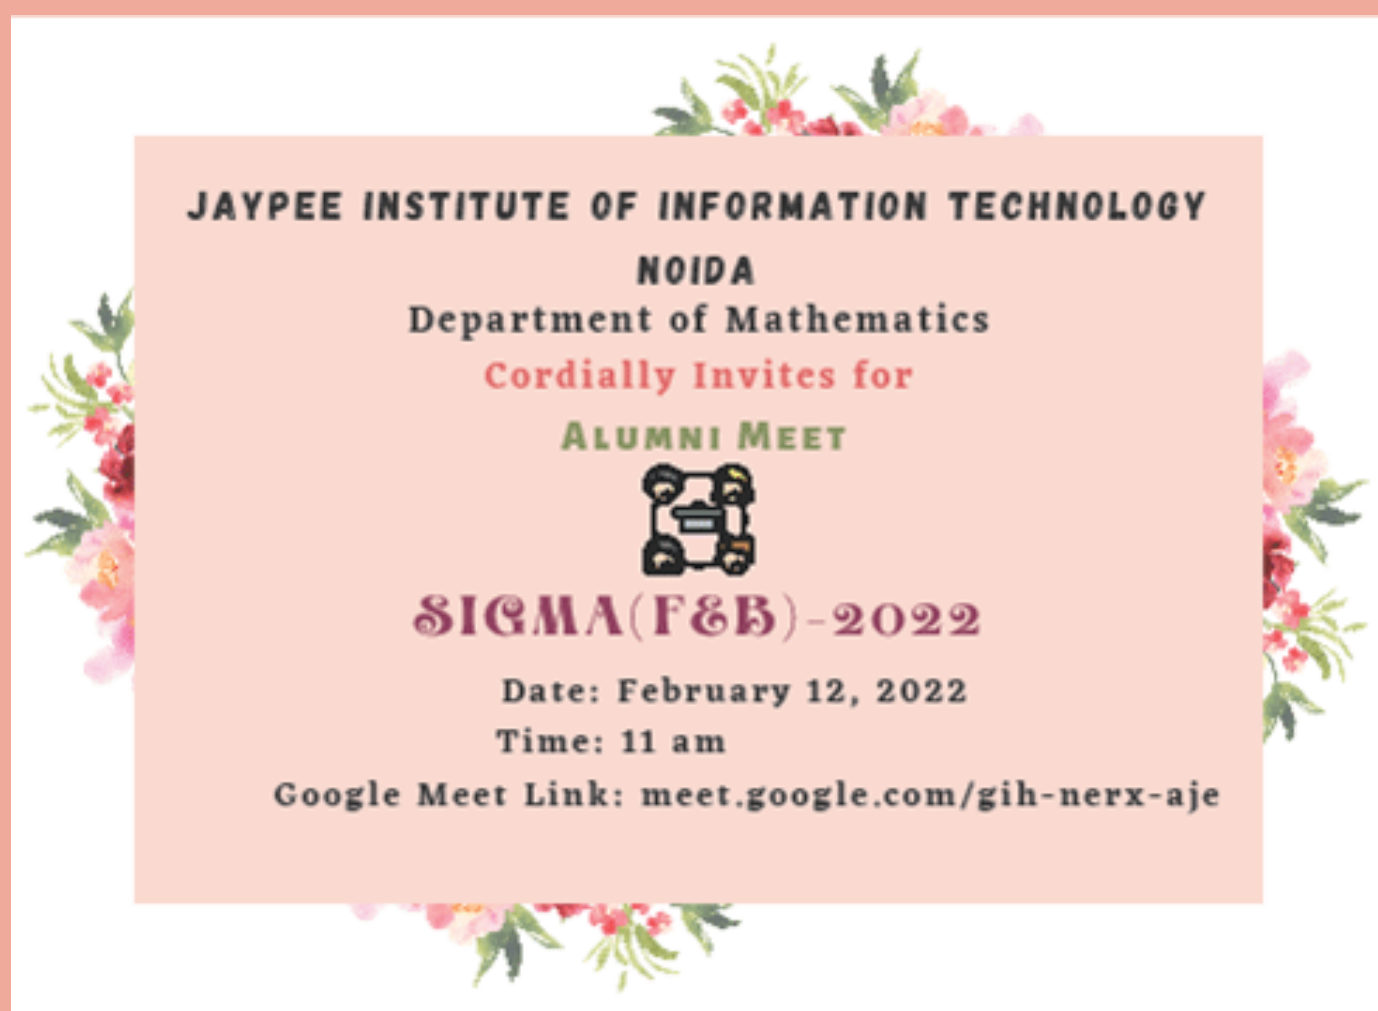 JAYPEE INSTITUTE OF INFORMATION TECHNOLOGY
NOIDA
Department of Mathematics
Cordially Invites for
ALUMNI MEET
SIGMA(F&B)-2022
Date: February 12, 2022
Time: 11 am
Google Meet Link: meet.google.com/gih-nerx-aje